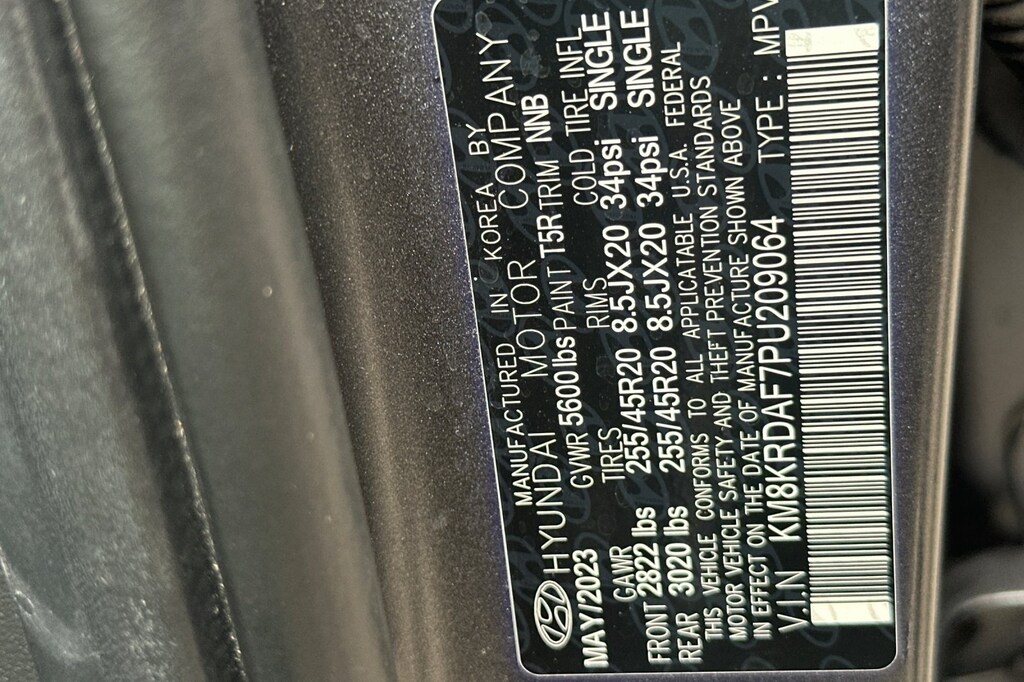 MANUFACTURED IN KOREA BY
HYUNDAI MOTOR COMPANY
MAY/2023 GVWR 5600lbs PAINT T5R TRIM NNB
GAWR TIRES RIMS COLD TIRE INFL
FRONT 2822 lbs 255/45R20 8.5JX20 34psi SINGLE
REAR 3020 lbs 255/45R20 8.5JX20 34psi SINGLE
THIS VEHICLE CONFORMS TO ALL APPLICATABLE U.S.A. FEDERAL
MOTOR VEHICLE SAFETY AND THEFT PREVENTION STANDARDS
IN EFFECT ON THE DATE OF MANUFACTURE SHOWN ABOVE
V.I.N KM8KRDAF7PU209064 TYPE : MPV